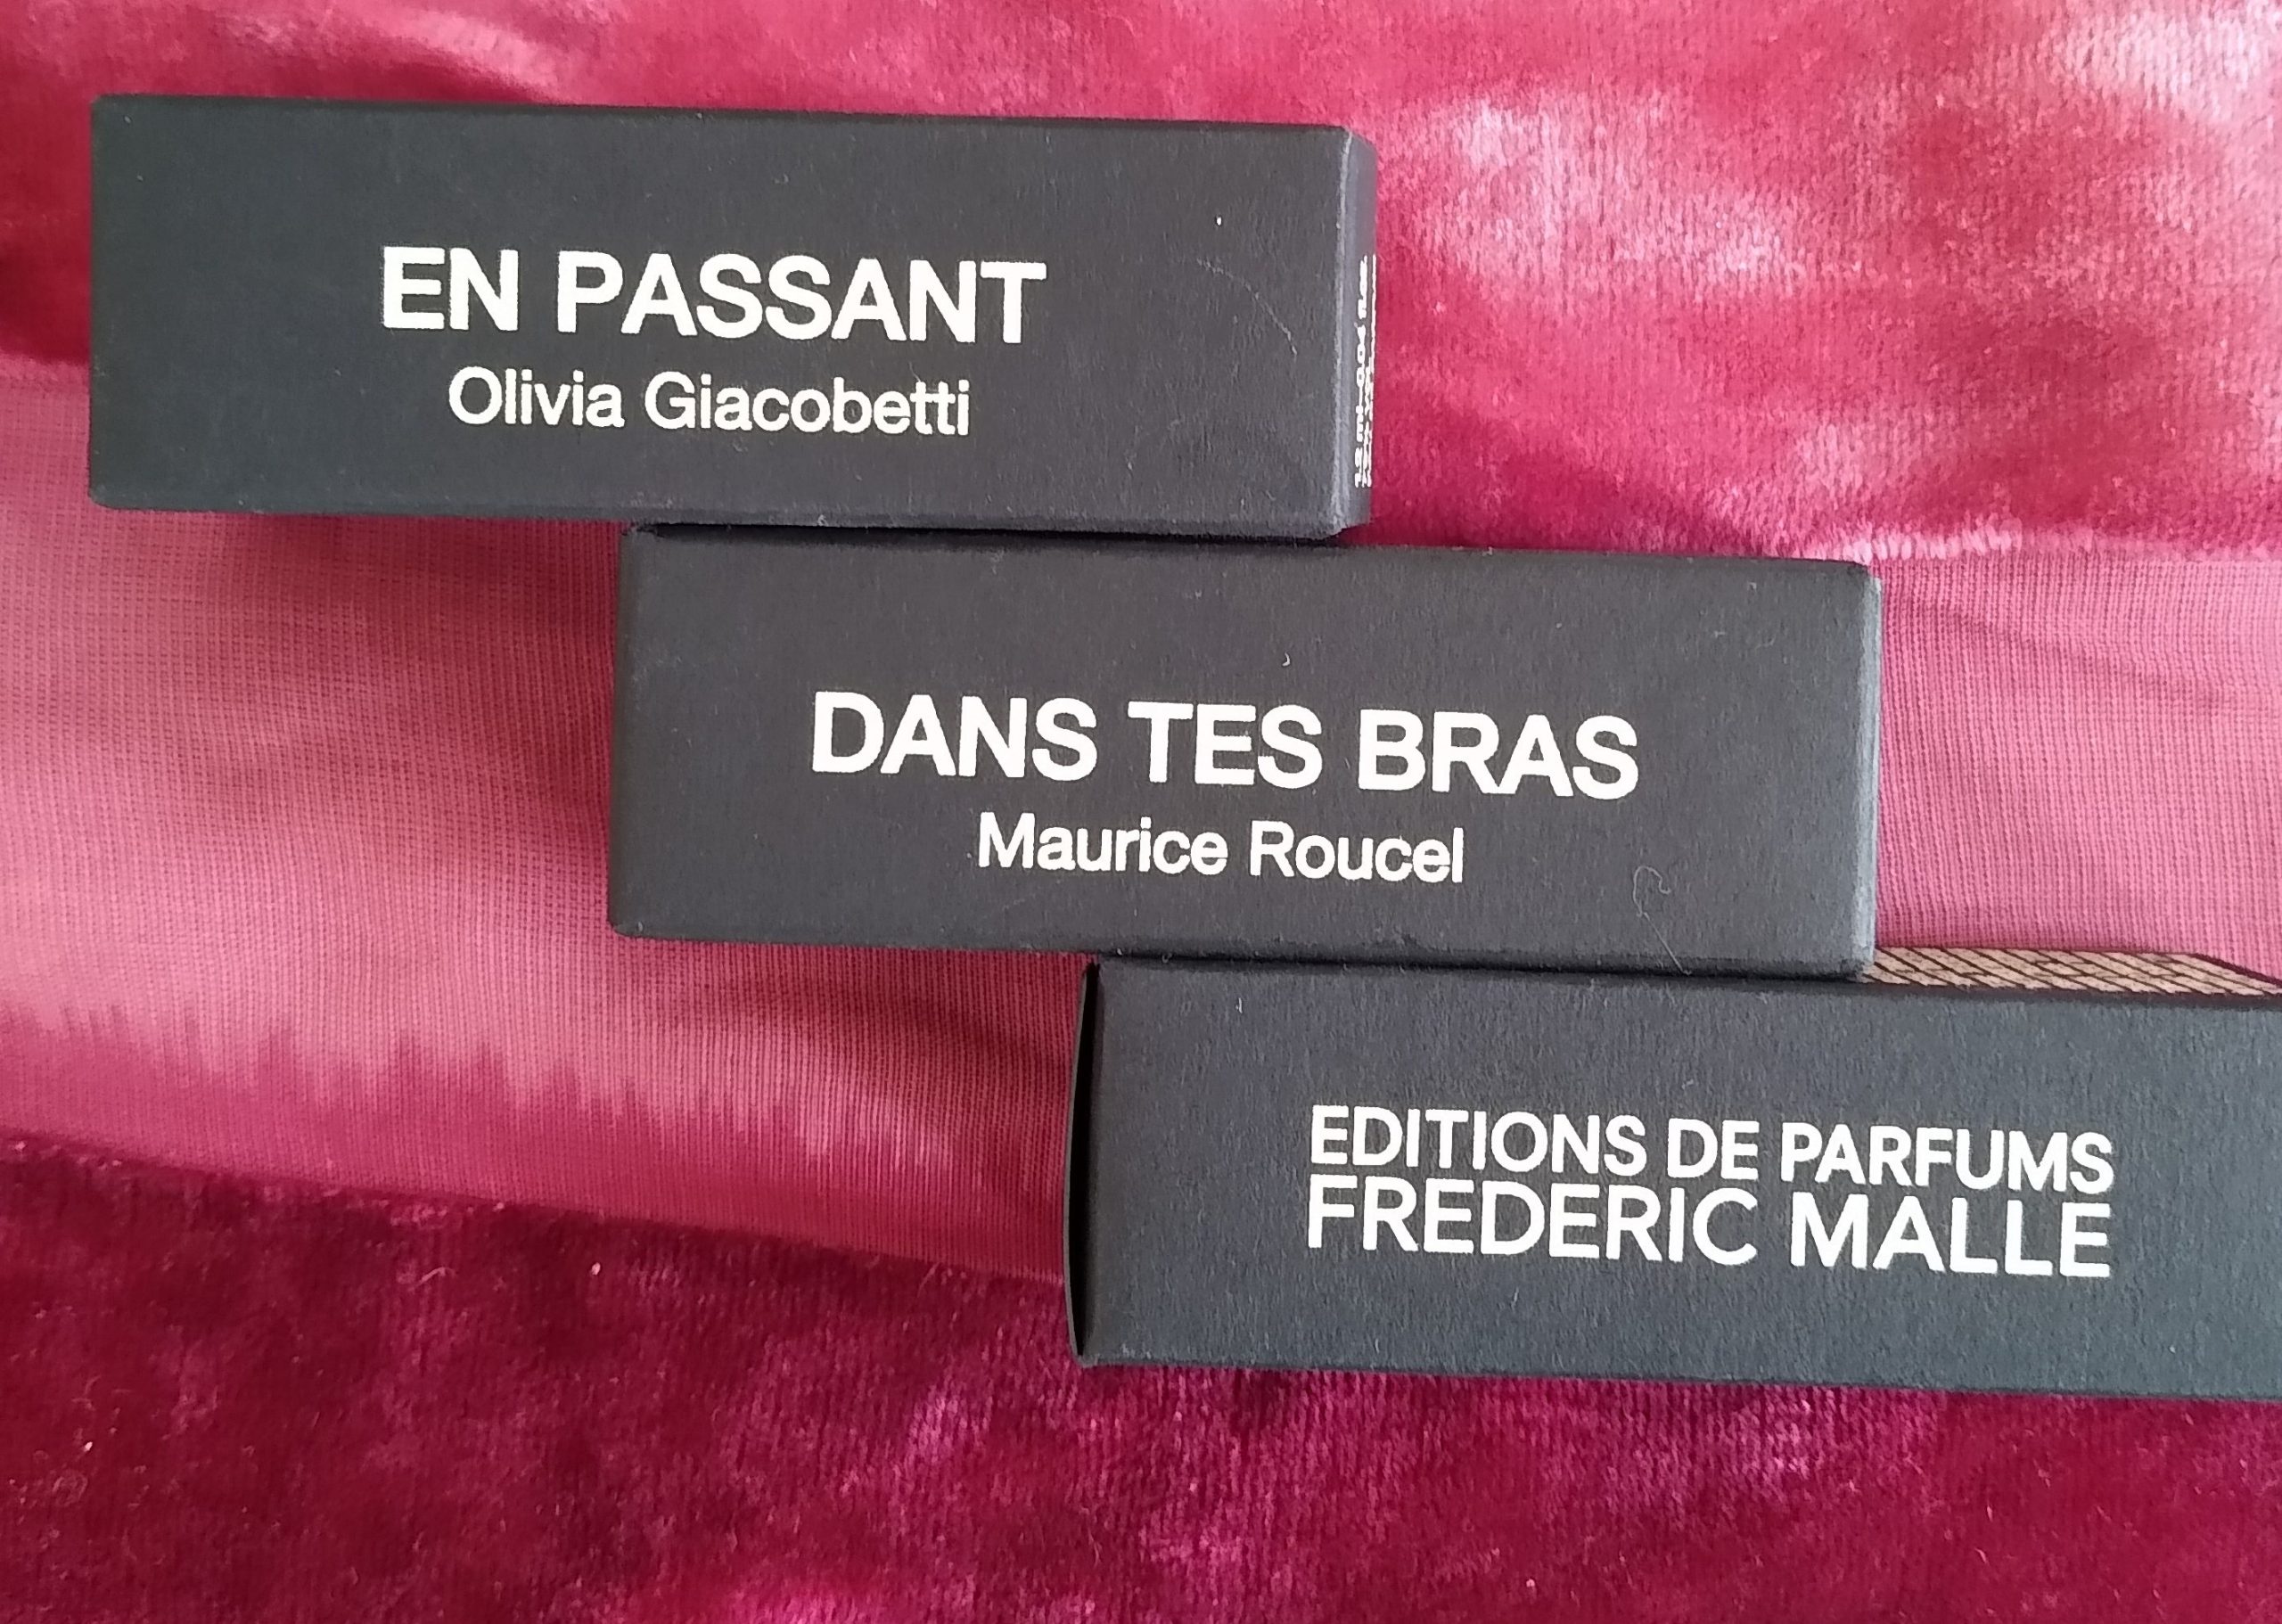 EN PASSANT
Olivia Giacobetti
DANS TES BRAS
Maurice Roucel
EDITIONS DE PARFUMS
FREDERIC MALLE